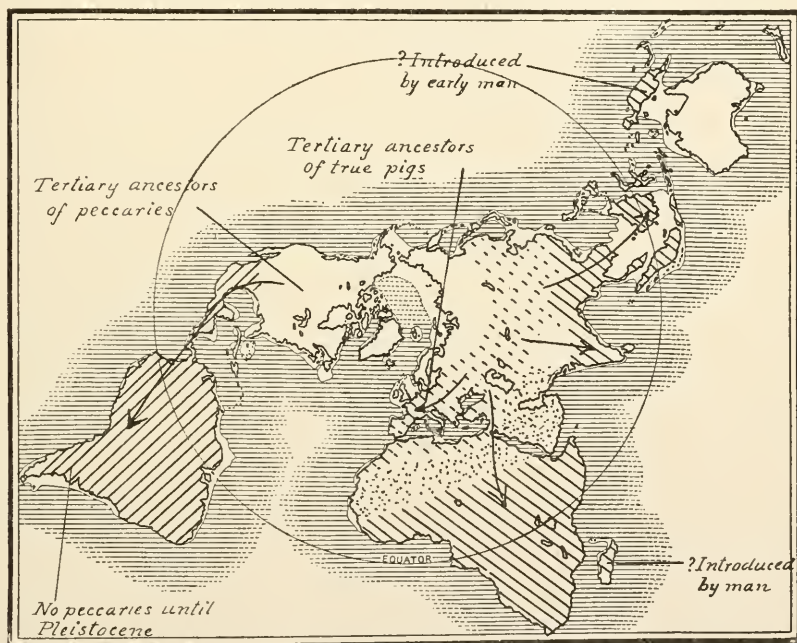 ?Introduced
by early man
Tertiary ancestors
of true pigs
Tertiary ancestors
of peccaries
EQUATOR
?Introduced
by man
No peccaries until
Pleistocene